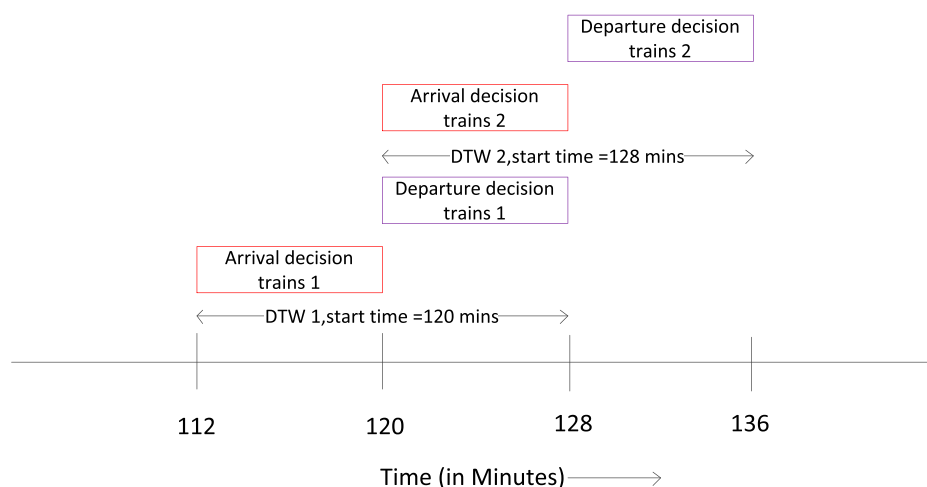 Departure decision
trains 2
Arrival decision
trains 2
DTW 2,start time =128 mins
Departure decision
trains 1
Arrival decision
trains 1
DTW 1,start time =120 mins
112
120
128
136
Time (in Minutes)